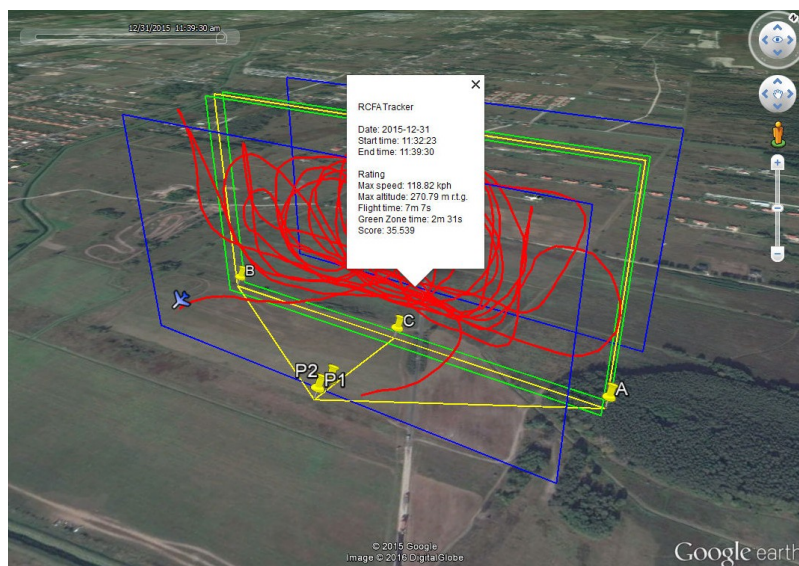 12/31/2015 11:39:30 am
RCFA Tracker
Date: 2015-12-31
Start time: 11:32:23
End time: 11:39:30
Rating
Max speed: 118.82 kph
Max altitude: 270.79 m r.t.g.
Flight time: 7m 7s
Green Zone time: 2m 31s
Score: 35.539
B
C
P2 P1
A
© 2015 Google
Image © 2016 DigitalGlobe
Google earth